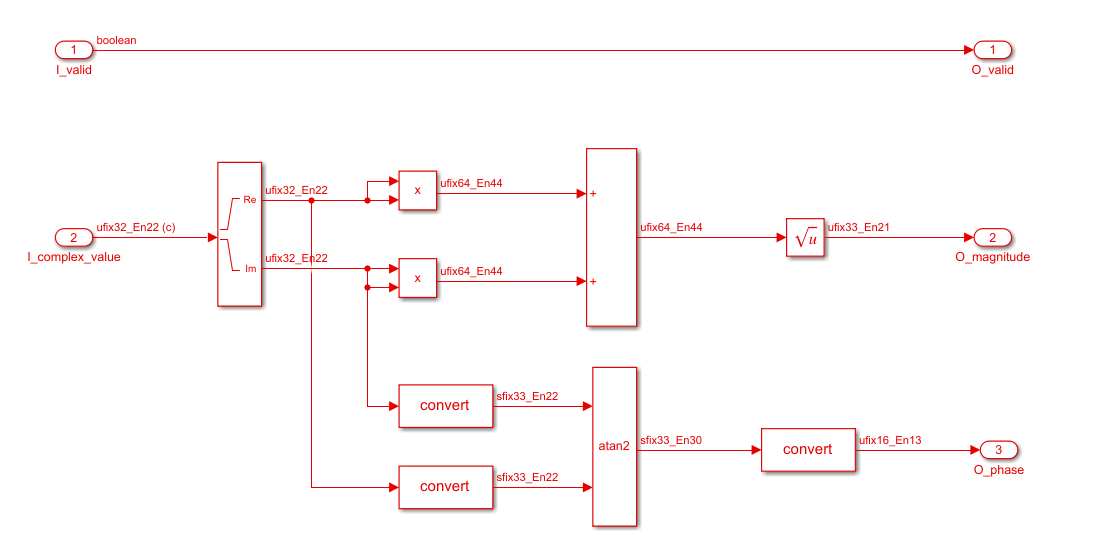 boolean
1
I_valid
1
O_valid
ufix32_En22 (c)
2
I_complex_value
Re
Im
ufix32_En22
ufix32_En22
x
ufix64_En44
x
ufix64_En44
+
+
ufix64_En44
√u
ufix33_En21
2
O_magnitude
convert
sfix33_En22
convert
sfix33_En22
atan2
sfix33_En30
convert
ufix16_En13
3
O_phase